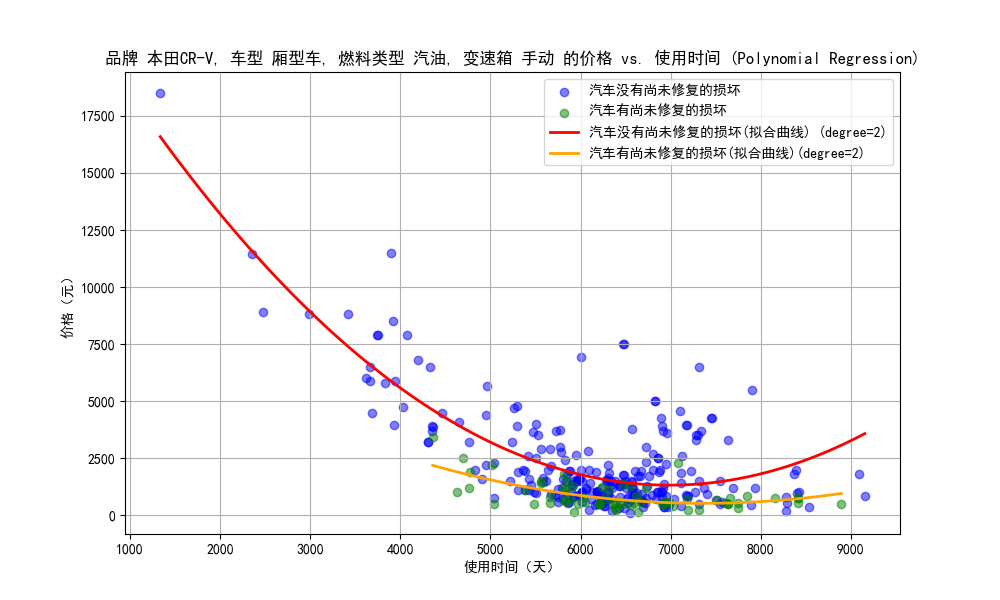 品牌 本田CR-V, 车型 厢型车, 燃料类型 汽油, 变速箱 手动 的价格 vs. 使用时间 (Polynomial Regression)
汽车没有尚未修复的损坏
汽车有尚未修复的损坏
汽车没有尚未修复的损坏(拟合曲线) (degree=2)
汽车有尚未修复的损坏(拟合曲线)(degree=2)
价格（元）
17500
15000
12500
10000
7500
5000
2500
0
1000 2000 3000 4000 5000 6000 7000 8000 9000
使用时间（天）